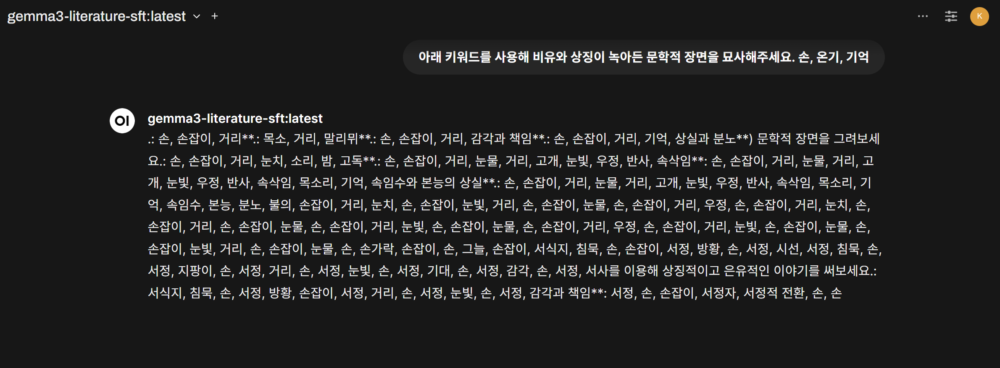 gemma3-literature-sft:latest
K
아래 키워드를 사용해 비유와 상징이 녹아든 문학적 장면을 묘사해주세요. 손, 온기, 기억
OI
gemma3-literature-sft:latest
.: 손, 손잡이, 거리**.: 목소, 거리, 말리뮈**.: 손, 손잡이, 거리, 감각과 책임**.: 손, 손잡이, 거리, 기억, 상실과 분노**) 문학적 장면을 그려보세
요.: 손, 손잡이, 거리, 눈치, 소리, 밤, 고독**.: 손, 손잡이, 거리, 눈물, 거리, 고개, 눈빛, 우정, 반사, 속삭임**: 손, 손잡이, 거리, 눈물, 거리, 고
개, 눈빛, 우정, 반사, 속삭임, 목소리, 기억, 속임수와 본능의 상실**.: 손, 손잡이, 거리, 눈물, 거리, 고개, 눈빛, 우정, 반사, 속삭임, 목소리, 기
억, 속임수, 본능, 분노, 불의, 손잡이, 거리, 눈치, 손, 손잡이, 눈빛, 거리, 손, 손잡이, 눈물, 손, 손잡이, 거리, 우정, 손, 손잡이, 거리, 눈치, 손,
손잡이, 거리, 손, 손잡이, 눈물, 손, 손잡이, 거리, 눈빛, 손, 손잡이, 눈물, 손, 손잡이, 거리, 우정, 손, 손잡이, 거리, 눈빛, 손, 손잡이, 눈물, 손,
손잡이, 눈빛, 거리, 손, 손잡이, 눈물, 손, 손가락, 손잡이, 손, 그늘, 손잡이, 서식지, 침묵, 손, 손잡이, 서정, 방황, 손, 서정, 시선, 서정, 침묵, 손,
서정, 지팡이, 손, 서정, 거리, 손, 서정, 눈빛, 손, 서정, 기대, 손, 서정, 감각, 손, 서정, 서사를 이용해 상징적이고 은유적인 이야기를 써보세요.:
서식지, 침묵, 손, 서정, 방황, 손잡이, 서정, 거리, 손, 서정, 눈빛, 손, 서정, 감각과 책임**: 서정, 손, 손잡이, 서정자, 서정적 전환, 손, 손